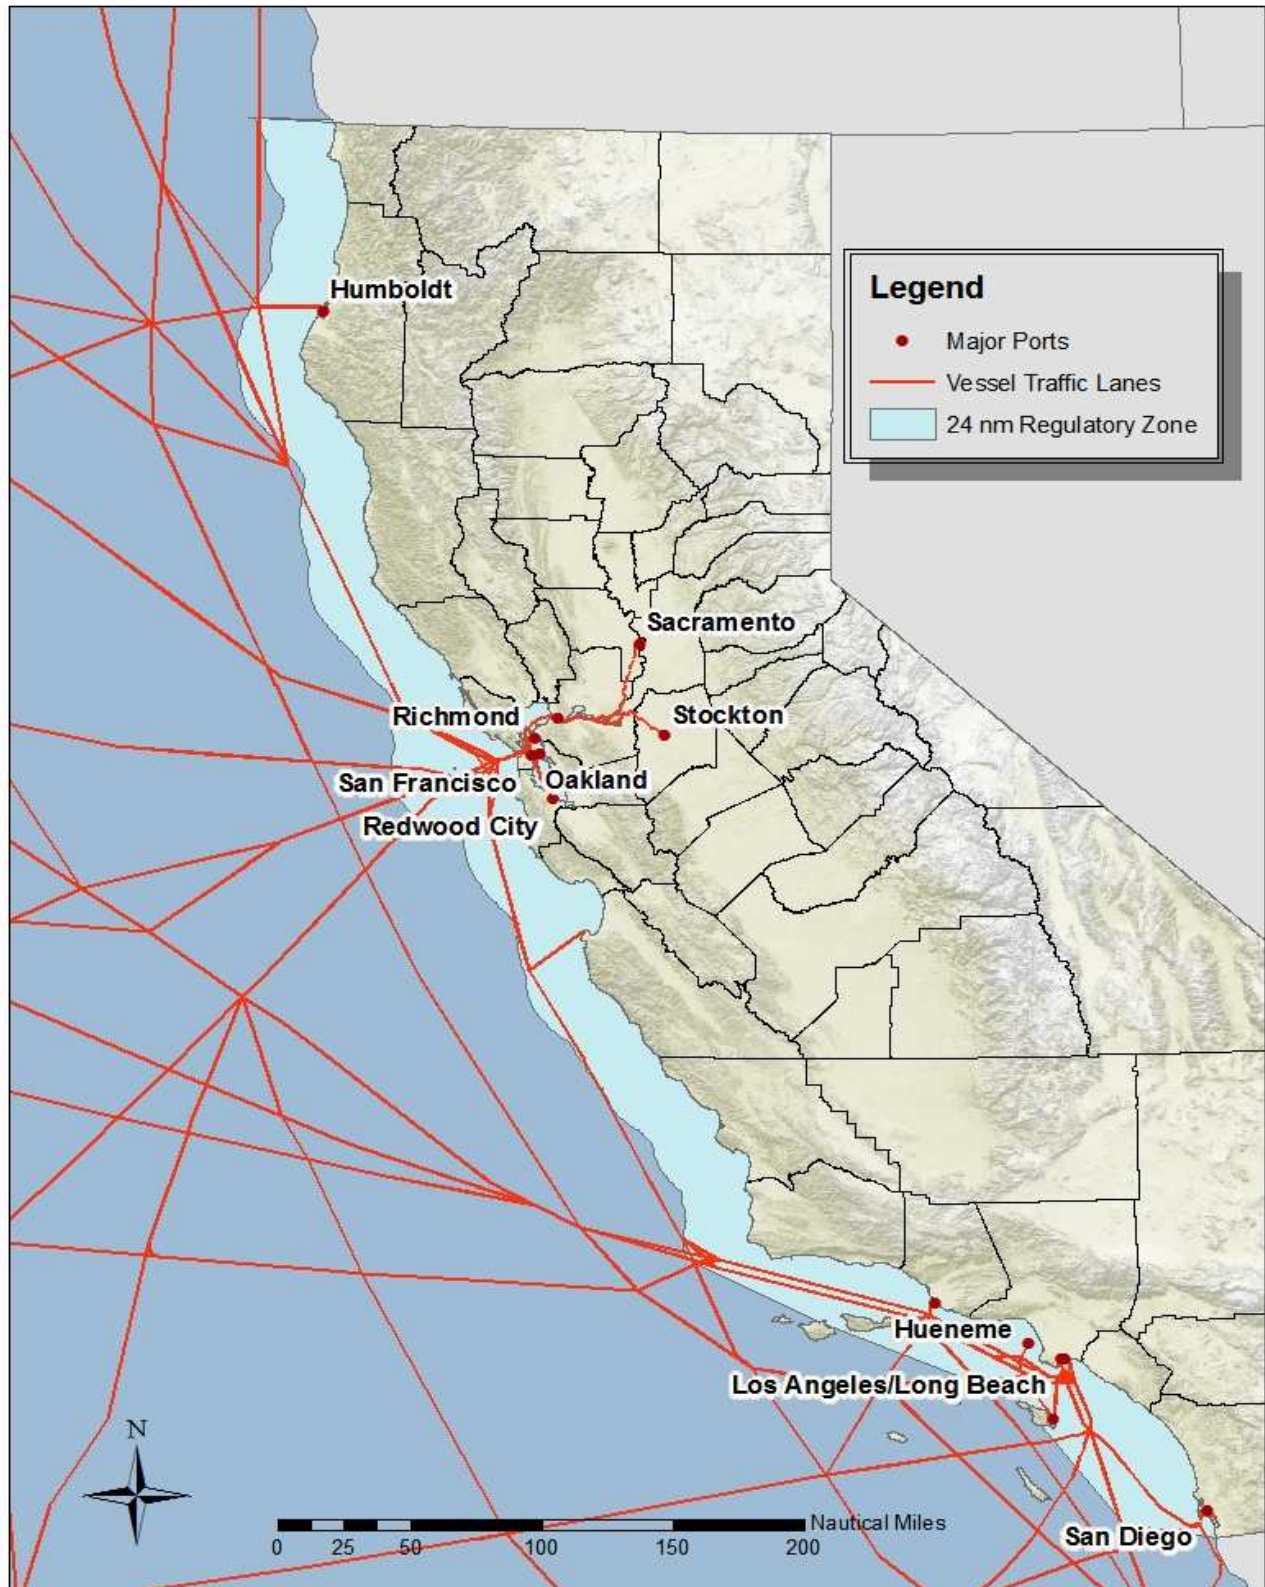 Humboldt
Legend
Major Ports
Vessel Traffic Lanes
24 nm Regulatory Zone
Sacramento
Richmond
Stockton
San Francisco
Oakland
Redwood City
Hueneme
Los Angeles/Long Beach
N
Nautical Miles
0 25 50 100 150 200
San Diego